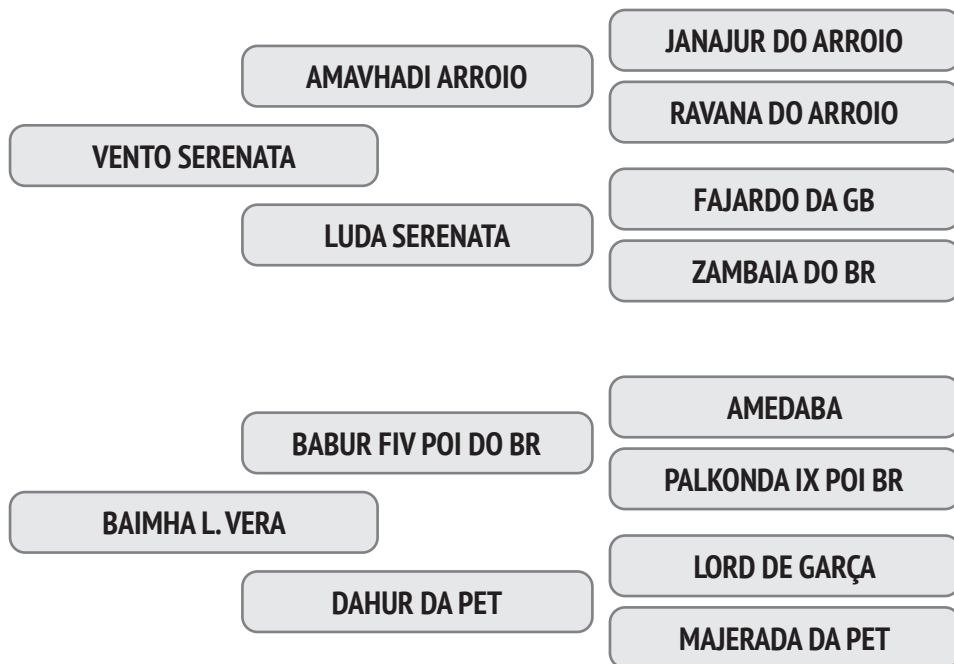 JANAJUR DO ARROIO
AMAVHADI ARROIO
RAVANA DO ARROIO
VENTO SERENATA
FAJARDO DA GB
LUDA SERENATA
ZAMBAIA DO BR
AMEDABA
BABUR FIV POI DO BR
PALKONDA IX POI BR
BAIMHA L. VERA
LORD DE GARÇA
DAHUR DA PET
MAJERADA DA PET